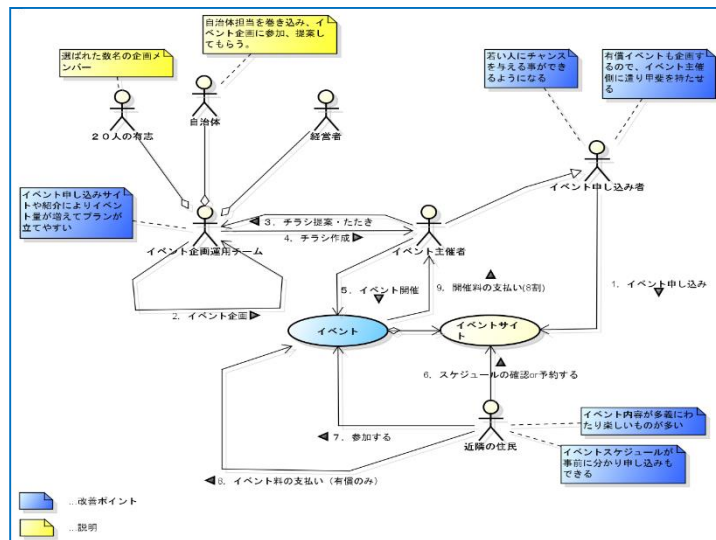 自治体担当を巻き込み、イ
ベント企画に参加、提案し
てもらう。
選ばれた数名の企画メ
ンバー
若い人にチャンス
を与える事ができ
るようになる
有償イベントも企画す
るので、イベント主催
側に遣り甲斐を持たせ
る
２０人の有志
自治体
経営者
イベント申し込み者
イベント申し込みサイ
トや紹介によりイベント
量が増えてプランが
立てやすい
イベント企画運用チーム
3. チラシ提案・たたき
4. チラシ作成
イベント主催者
2. イベント企画
5. イベント開催
9. 開催料の支払い(8割)
1. イベント申し込み
イベント
イベントサイ
ト
6. スケジュールの確認or予約する
7. 参加する
近隣の住民
イベント内容が多義にわ
たり楽しいものが多い
イベントスケジュールが
事前に分かり申し込みも
できる
8. イベント料の支払い（有償のみ）
...改善ポイント
...説明